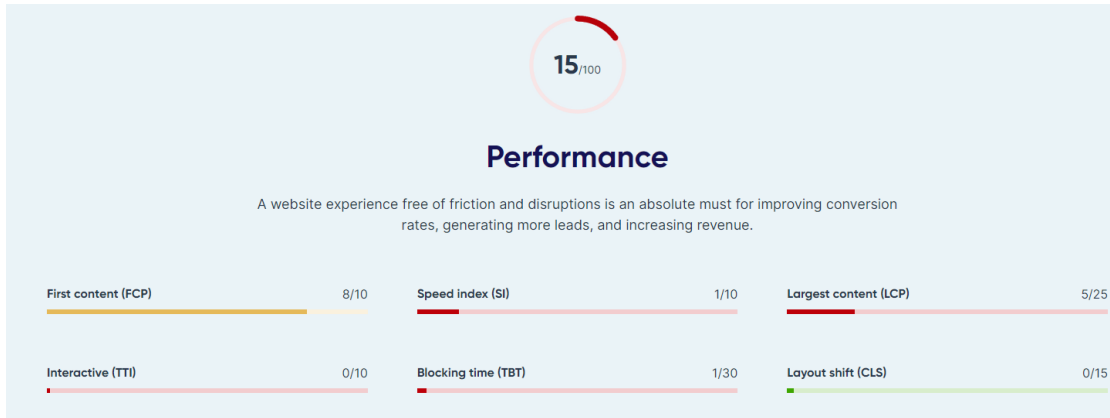 15/100
Performance
A website experience free of friction and disruptions is an absolute must for improving conversion
rates, generating more leads, and increasing revenue.
First content (FCP) 8/10 Speed index (SI) 1/10 Largest content (LCP) 5/25
Interactive (TTI) 0/10 Blocking time (TBT) 1/30 Layout shift (CLS) 0/15